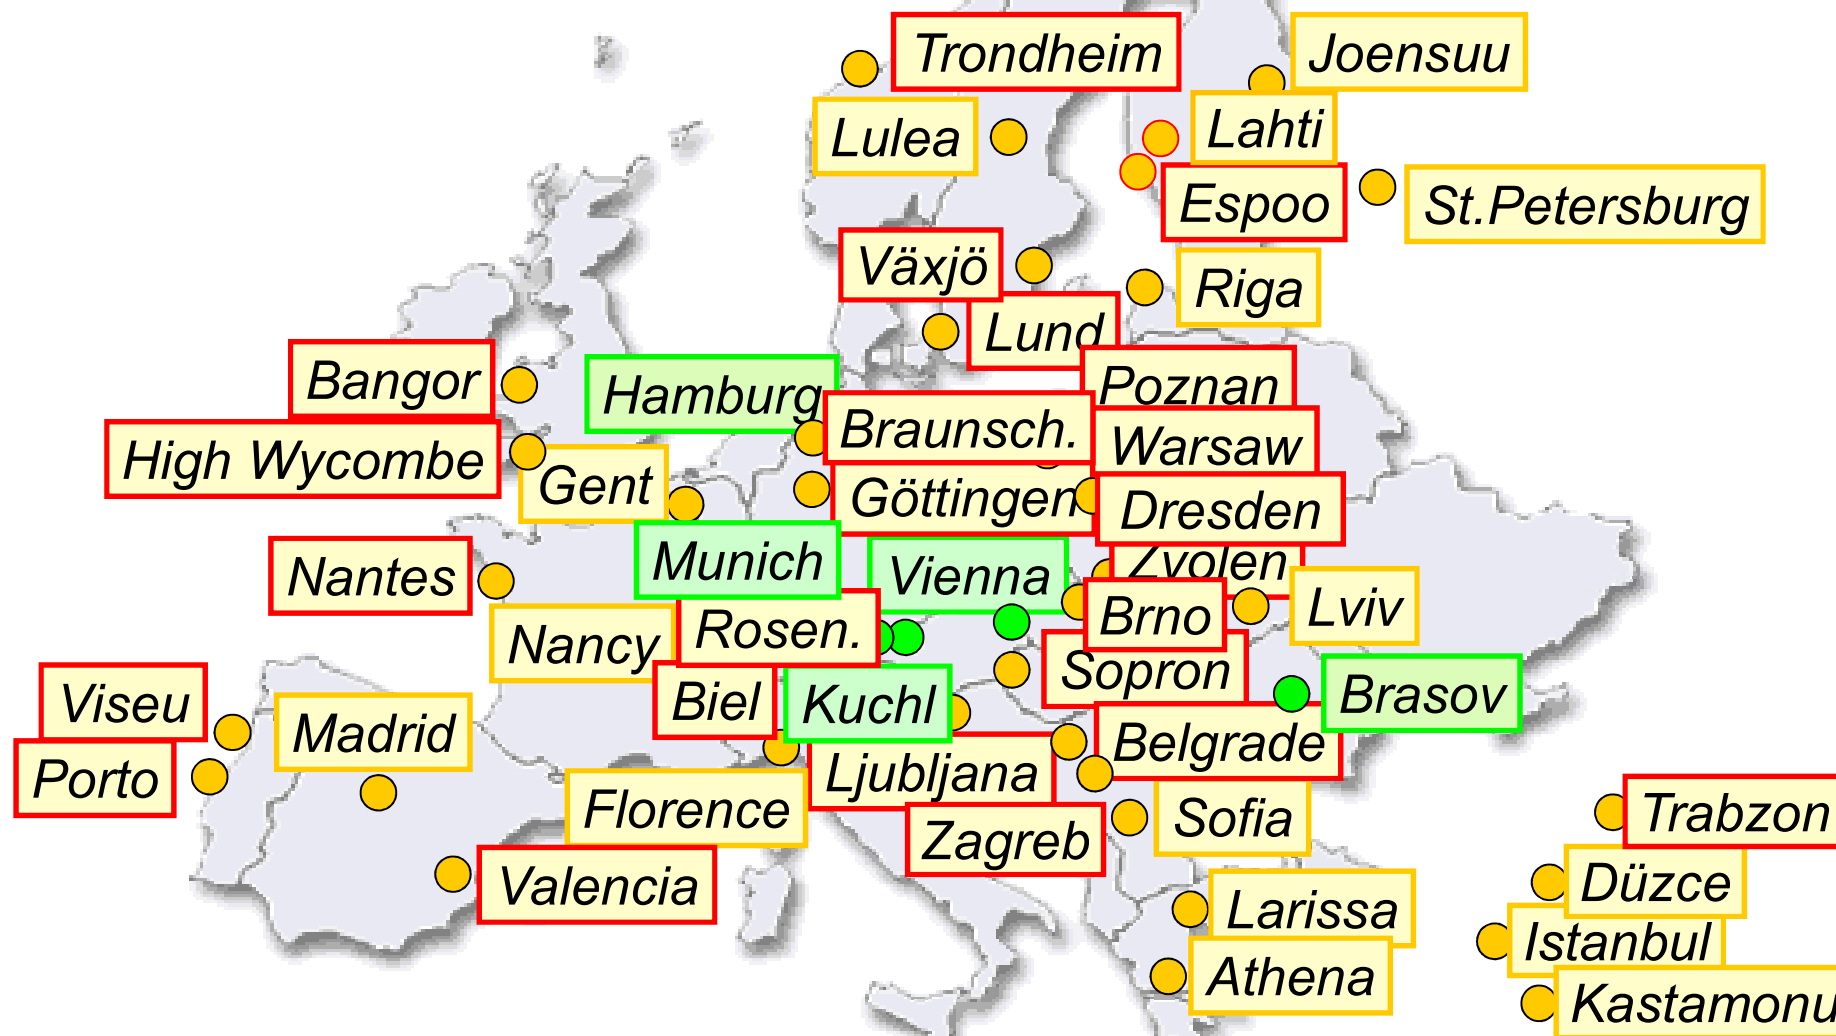 Trondheim
Joensuu
Lulea
Lahti
Espoo
St.Petersburg
Växjö
Riga
Lund
Bangor
Hamburg
Poznan
Braunsch.
Warsaw
High Wycombe
Gent
Göttingen
Dresden
Munich
Vienna
Zvolen
Nantes
Brno
Lviv
Nancy
Rosen.
Sopron
Viseu
Biel
Kuchl
Brasov
Madrid
Belgrade
Porto
Ljubljana
Florence
Sofia
Trabzon
Zagreb
Valencia
Düzce
Larissa
Istanbul
Athena
Kastamonu